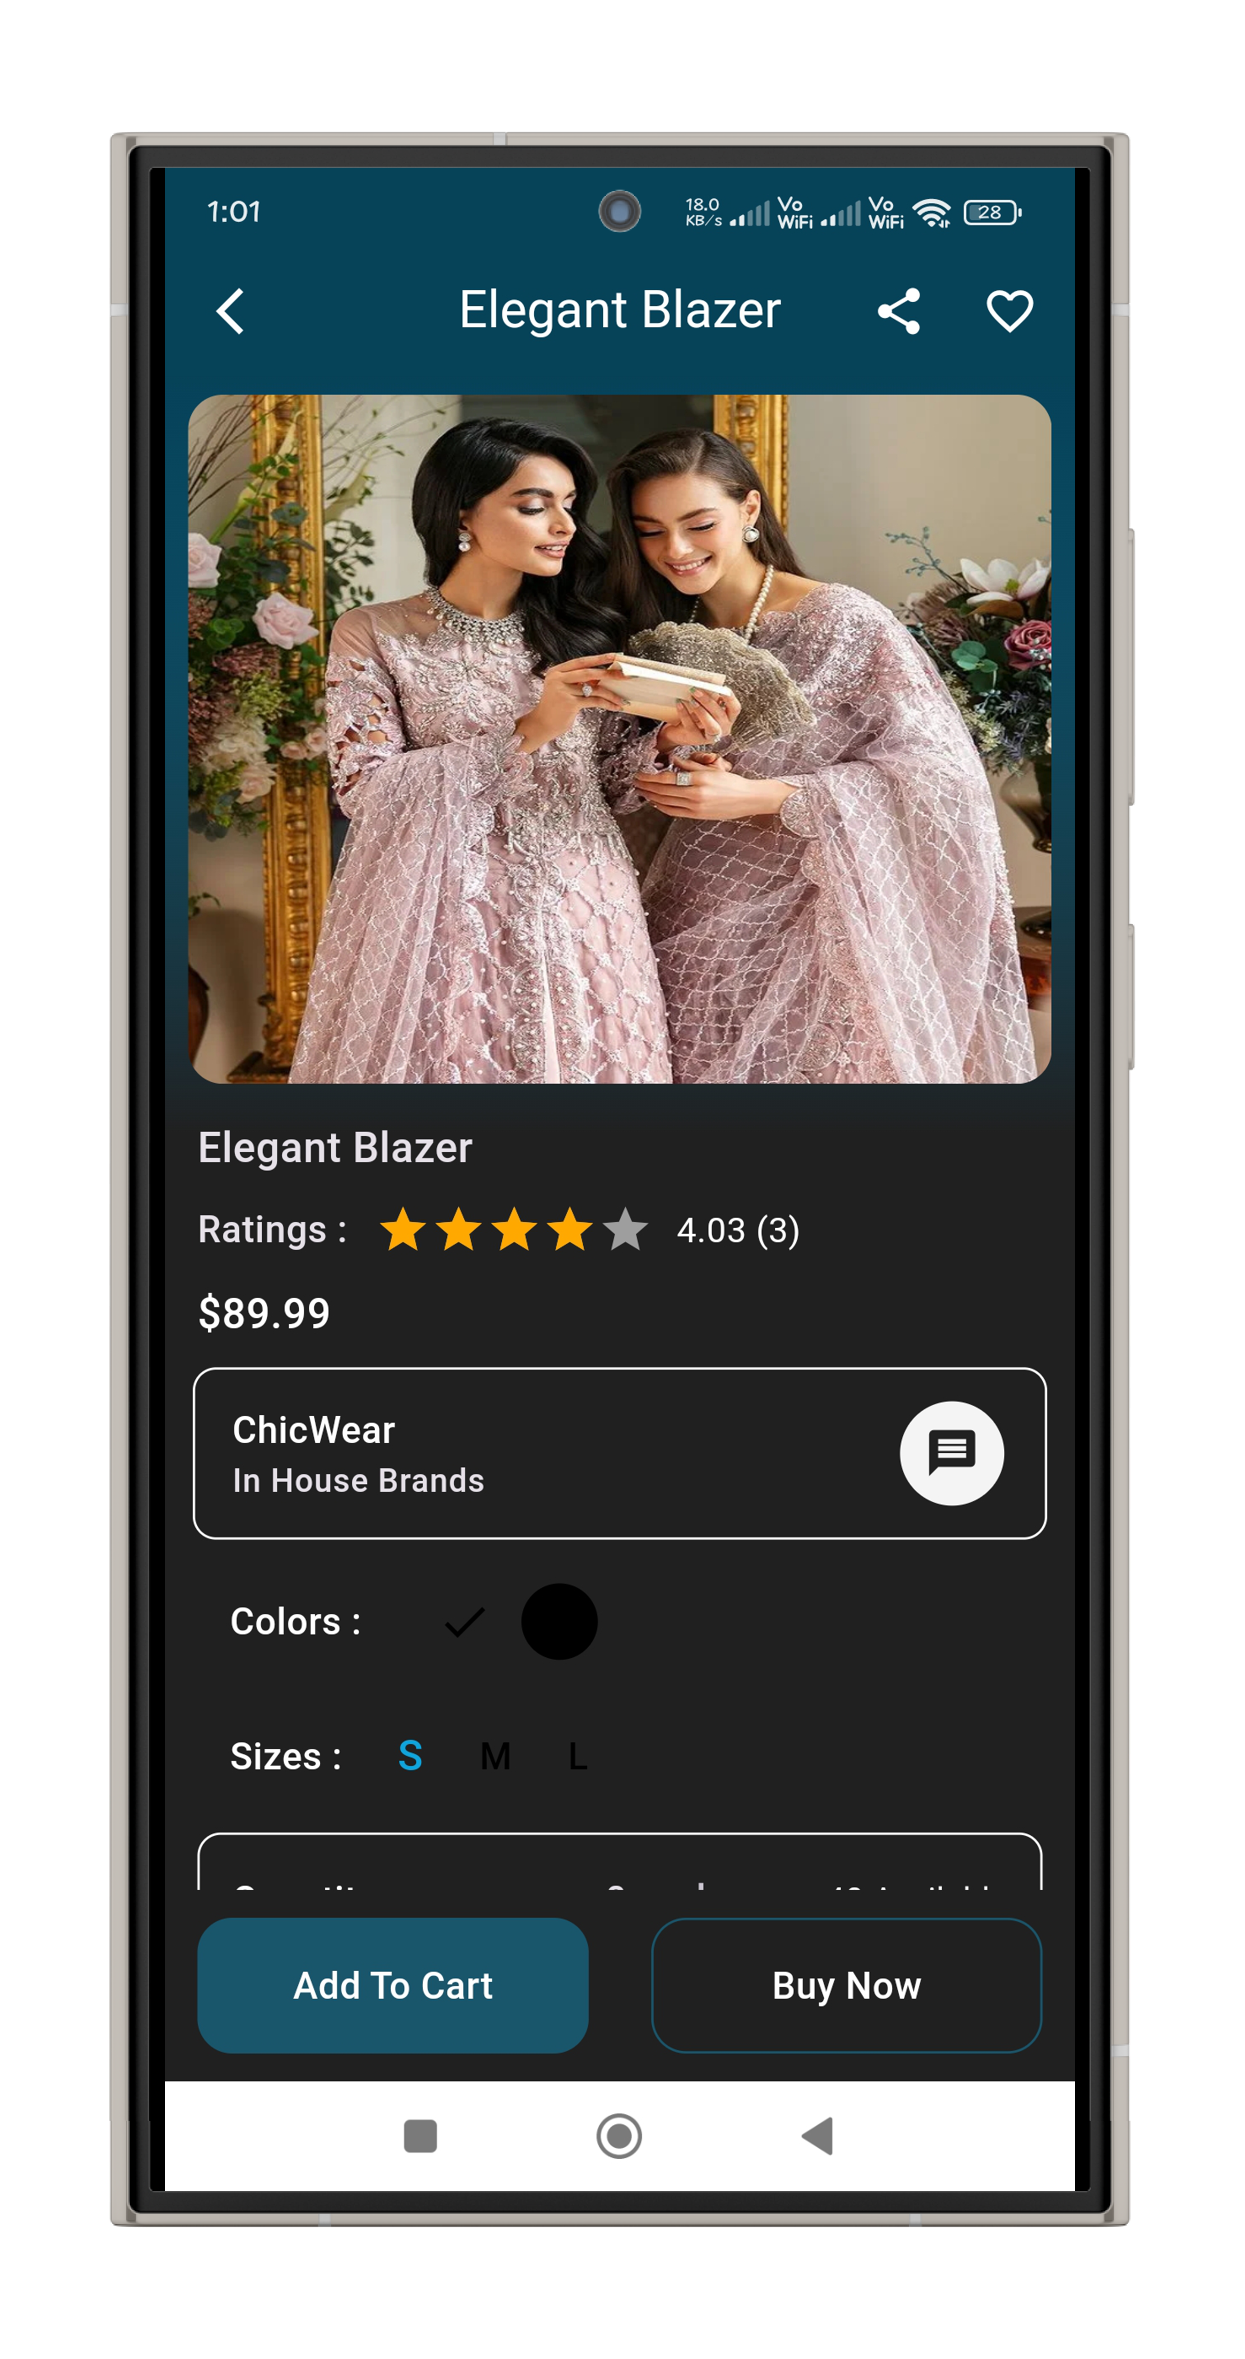 1:01
18.0
KB/s
Vo
WiFi
Vo
WiFi
28
Elegant Blazer
Elegant Blazer
Ratings :
4.03 (3)
$89.99
ChicWear
In House Brands
Colors :
Sizes : S M L
Add To Cart
Buy Now